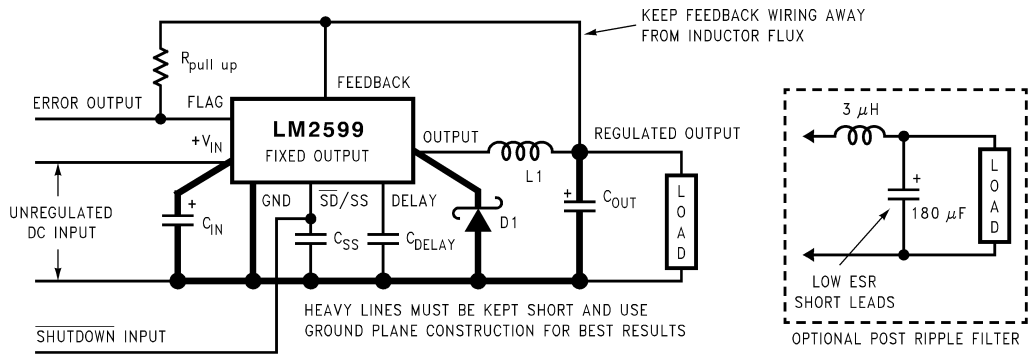 KEEP FEEDBACK WIRING AWAY
FROM INDUCTOR FLUX
Rpull up
FEEDBACK
ERROR OUTPUT
FLAG
LM2599
FIXED OUTPUT
+VIN
OUTPUT
REGULATED OUTPUT
L1
UNREGULATED
DC INPUT
+
CIN
GND
SD/SS
DELAY
CSS
CDELAY
D1
+
COUT
LOAD
HEAVY LINES MUST BE KEPT SHORT AND USE
GROUND PLANE CONSTRUCTION FOR BEST RESULTS
SHUTDOWN INPUT
3 μH
+
180 μF
LOAD
LOW ESR
SHORT LEADS
OPTIONAL POST RIPPLE FILTER